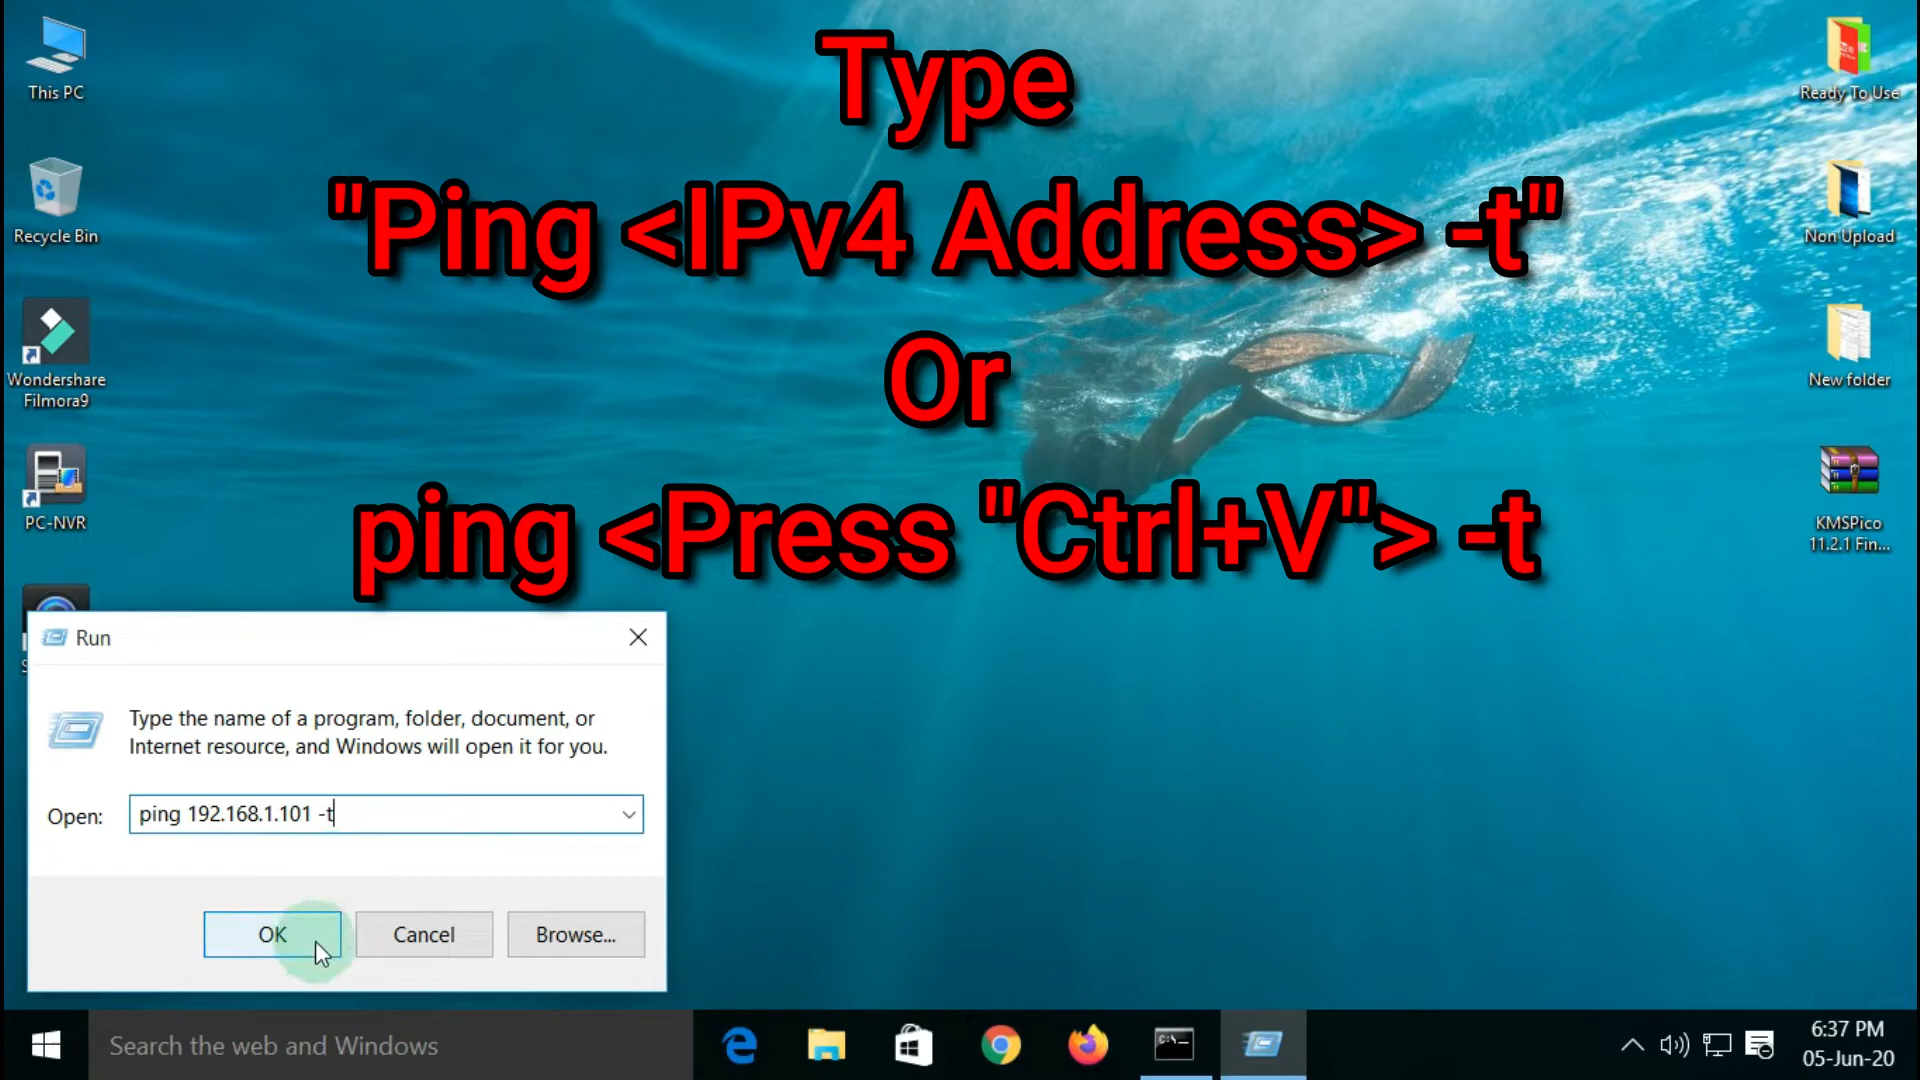 Type
"Ping <IPv4 Address> -t"
Or
ping <Press "Ctrl+V"> -t
This PC
Recycle Bin
Wondershare
Filmora9
PC-NVR
Ready To Use
Non Upload
New folder
KMSPico
11.2.1 Fin...
Run
Type the name of a program, folder, document, or
Internet resource, and Windows will open it for you.
Open:
ping 192.168.1.101 -t
OK
Cancel
Browse...
Search the web and Windows
6:37 PM
05-Jun-20